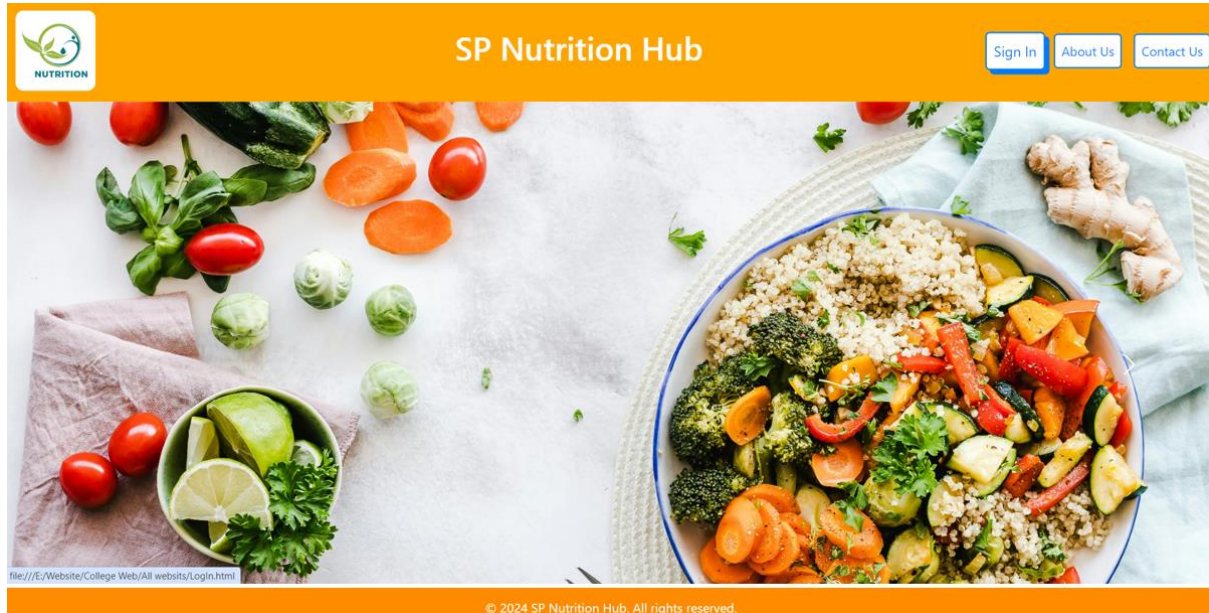 NUTRITION
SP Nutrition Hub
Sign In
About Us
Contact Us
file:///E:/Website/College Web/All websits/LogIn.html
© 2024 SP Nutrition Hub. All rights reserved.